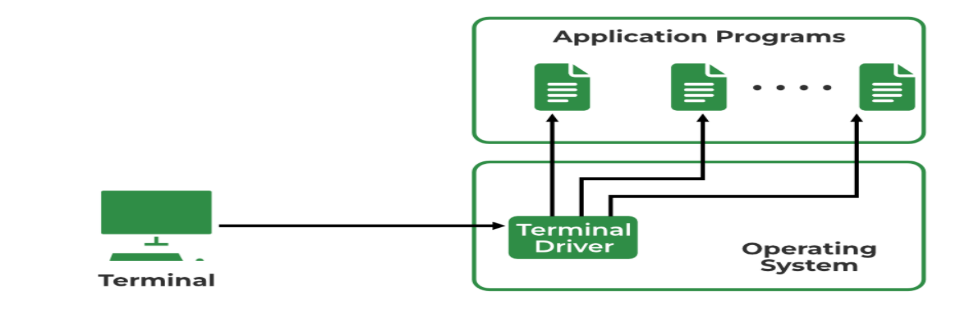 Application Programs
Terminal
Driver
Operating
System
Terminal